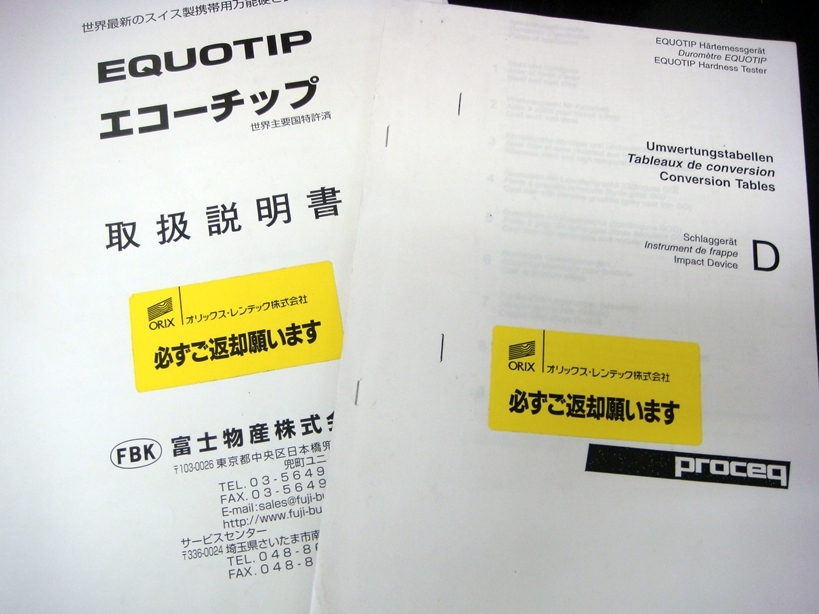 世界最新のスイス製携帯用万能硬さ
EQUOTIP
エコーチップ
世界主要国特許済
取扱説明書
ORIX
オリックス・レンテック株式会社
必ずご返却願います
FBK
富士物産株式会
〒103-0026 東京都中央区日本橋兜
兜町ユニ
TEL. 03-5649
FAX. 03-5649
E-mail:sales@fuji-bu
http://www.fuji-bu
サービスセンター
〒336-0024 埼玉県さいたま市南
TEL. 048-8
FAX. 048-8
EQUOTIP Härtemessgerät
Duromètre EQUOTIP
EQUOTIP Hardness Tester
Umwertungstabellen
Tableaux de conversion
Conversion Tables
Schlaggerät
Instrument de frappe
Impact Device
D
ORIX
オリックス・レンテック株式会社
必ずご返却願います
proceq